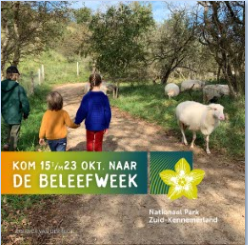 KOM 15 T/M 23 OKT. NAAR
DE BELEEFWEEK
Nationaal Park
Zuid-Kennemerland